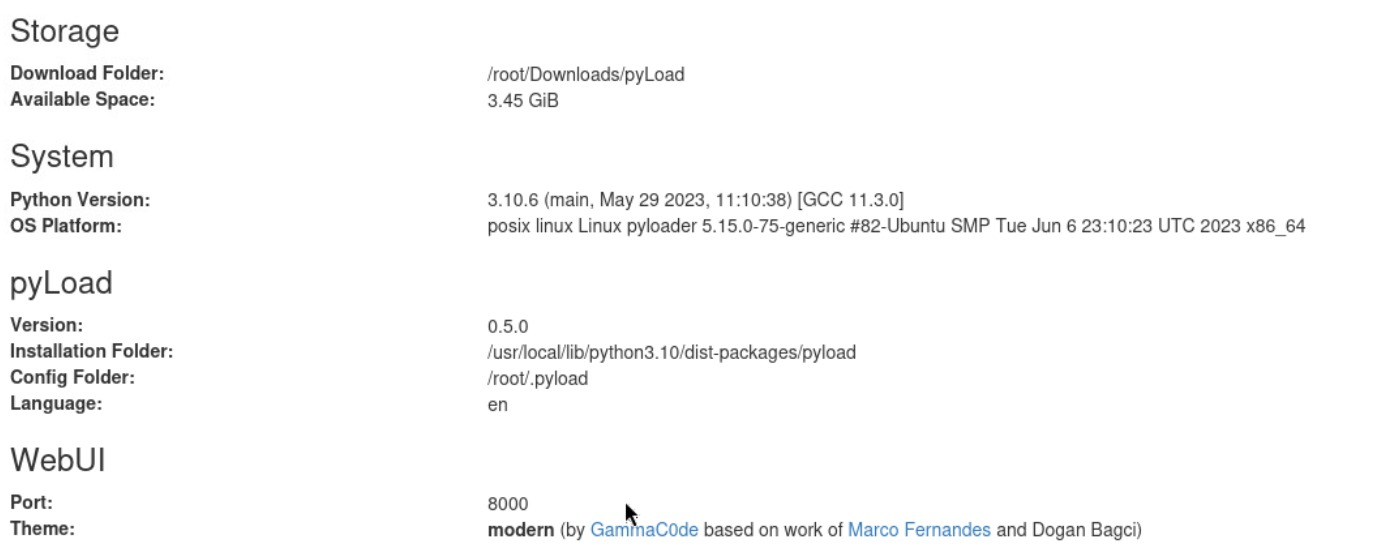 Storage
Download Folder: /root/Downloads/pyLoad
Available Space: 3.45 GiB
System
Python Version: 3.10.6 (main, May 29 2023, 11:10:38) [GCC 11.3.0]
OS Platform: posix linux Linux pyloader 5.15.0-75-generic #82-Ubuntu SMP Tue Jun 6 23:10:23 UTC 2023 x86_64
pyLoad
Version: 0.5.0
Installation Folder: /usr/local/lib/python3.10/dist-packages/pyload
Config Folder: /root/.pyload
Language: en
WebUI
Port: 8000
Theme: modern (by GammaC0de based on work of Marco Fernandes and Dogan Bagci)